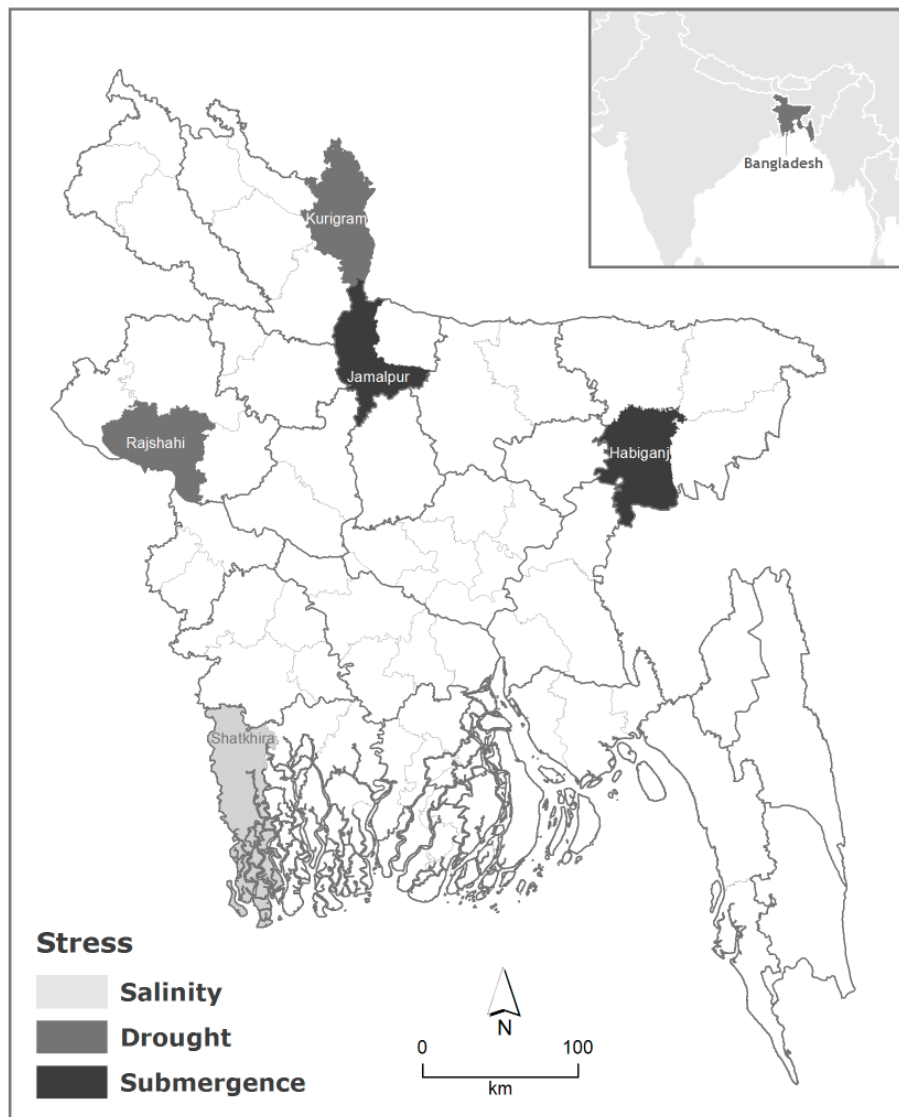 Bangladesh
Kurigram
Jamalpur
Rajshahi
Habiganj
Shatkhira
Stress
Salinity
Drought
Submergence
N
0 100
km